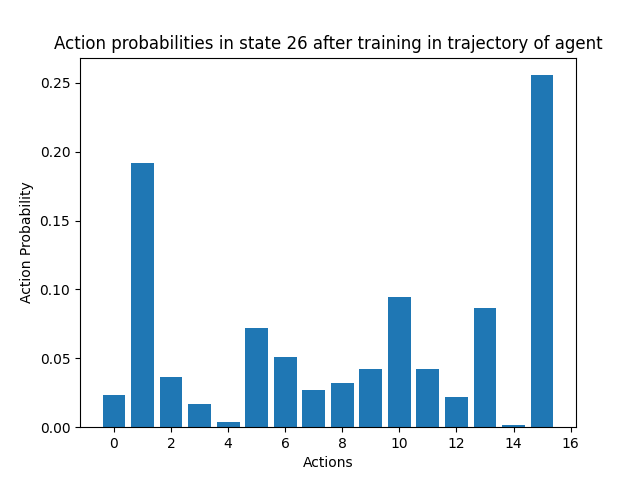 Action probabilities in state 26 after training in trajectory of agent
0.25
0.20
0.15
0.10
0.05
0.00
Action Probability
0 2 4 6 8 10 12 14 16
Actions